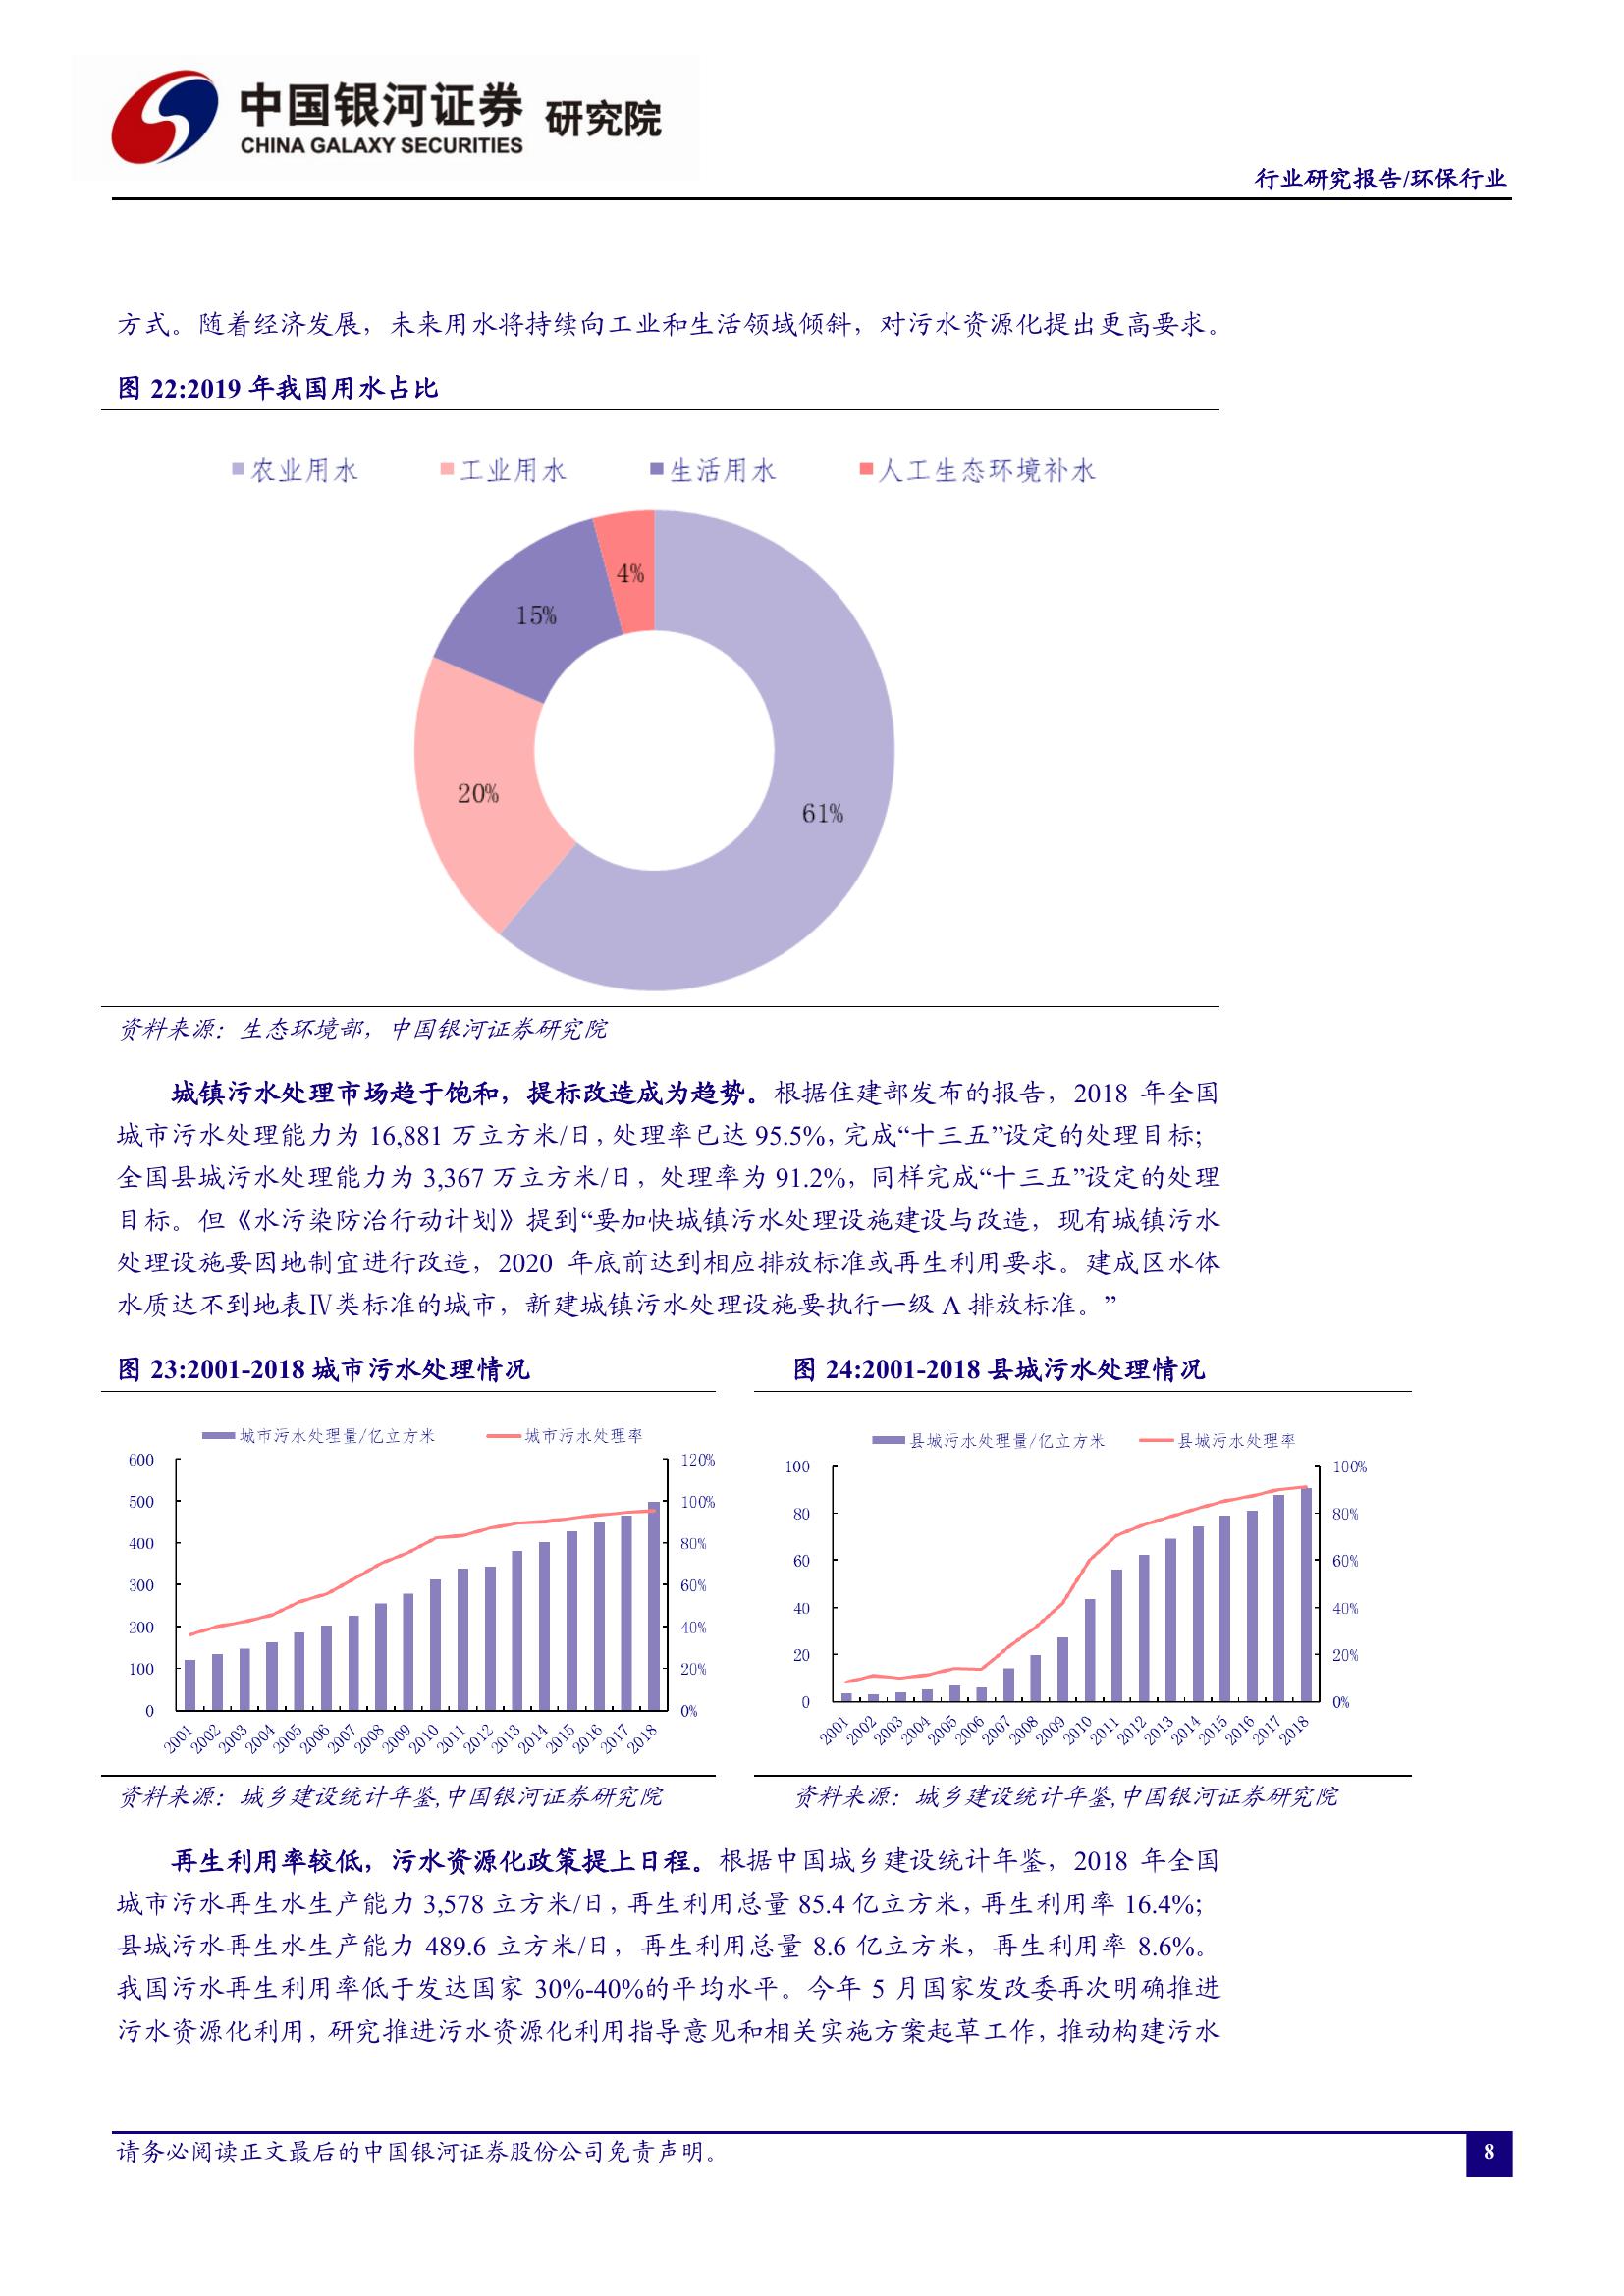 中国银河证券 研究院
CHINA GALAXY SECURITIES
行业研究报告/环保行业
方式。随着经济发展，未来用水将持续向工业和生活领域倾斜，对污水资源化提出更高要求。
图 22:2019 年我国用水占比
农业用水 工业用水 生活用水 人工生态环境补水
4%
15%
20%
61%
资料来源：生态环境部，中国银河证券研究院
城镇污水处理市场趋于饱和，提标改造成为趋势。根据住建部发布的报告，2018 年全国
城市污水处理能力为 16,881 万立方米/日，处理率已达 95.5%，完成“十三五”设定的处理目标；
全国县城污水处理能力为 3,367 万立方米/日，处理率为 91.2%，同样完成“十三五”设定的处理
目标。但《水污染防治行动计划》提到“要加快城镇污水处理设施建设与改造，现有城镇污水
处理设施要因地制宜进行改造，2020 年底前达到相应排放标准或再生利用要求。建成区水体
水质达不到地表Ⅳ类标准的城市，新建城镇污水处理设施要执行一级 A 排放标准。”
图 23:2001-2018 城市污水处理情况
城市污水处理量/亿立方米 城市污水处理率
600 120%
500 100%
400 80%
300 60%
200 40%
100 20%
0 0%
2001 2002 2003 2004 2005 2006 2007 2008 2009 2010 2011 2012 2013 2014 2015 2016 2017 2018
资料来源：城乡建设统计年鉴,中国银河证券研究院
图 24:2001-2018 县城污水处理情况
县城污水处理量/亿立方米 县城污水处理率
100 100%
80 80%
60 60%
40 40%
20 20%
0 0%
2001 2002 2003 2004 2005 2006 2007 2008 2009 2010 2011 2012 2013 2014 2015 2016 2017 2018
资料来源：城乡建设统计年鉴,中国银河证券研究院
再生利用率较低，污水资源化政策提上日程。根据中国城乡建设统计年鉴，2018 年全国
城市污水再生水生产能力 3,578 立方米/日，再生利用总量 85.4 亿立方米，再生利用率 16.4%；
县城污水再生水生产能力 489.6 立方米/日，再生利用总量 8.6 亿立方米，再生利用率 8.6%。
我国污水再生利用率低于发达国家 30%-40%的平均水平。今年 5 月国家发改委再次明确推进
污水资源化利用，研究推进污水资源化利用指导意见和相关实施方案起草工作，推动构建污水
请务必阅读正文最后的中国银河证券股份公司免责声明。
8